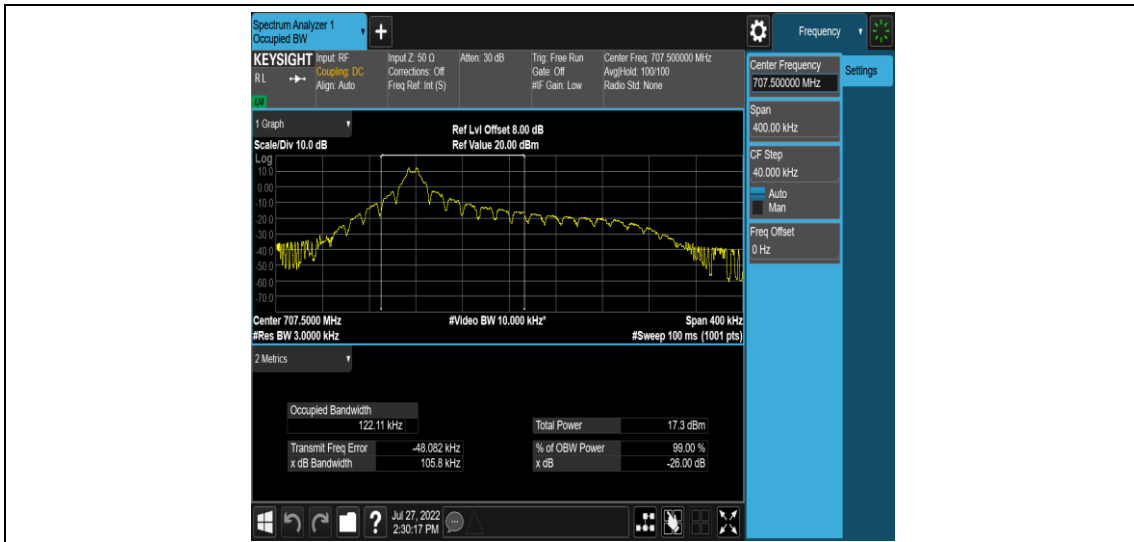 Spectrum Analyzer 1
Occupied BW
+
Frequency
KEYSIGHT
RL
LM
Input: RF
Coupling: DC
Align: Auto
Input Z: 50 Ω
Corrections: Off
Freq Ref: Int (S)
Atten: 30 dB
Trig: Free Run
Gate: Off
#IF Gain: Low
Center Freq: 707.500000 MHz
Avg|Hold: 100/100
Radio Std: None
Center Frequency
707.500000 MHz
Settings
Span
400.00 kHz
CF Step
40.000 kHz
Auto
Man
Freq Offset
0 Hz
1 Graph
Ref Lvl Offset 8.00 dB
Scale/Div 10.0 dB
Ref Value 20.00 dBm
Log
10.0
0.00
-10.0
-20.0
-30.0
-40.0
-50.0
-60.0
-70.0
Center 707.5000 MHz
#Video BW 10.000 kHz*
Span 400 kHz
#Res BW 3.0000 kHz
#Sweep 100 ms (1001 pts)
2 Metrics
Occupied Bandwidth
122.11 kHz
Total Power 17.3 dBm
Transmit Freq Error -48.082 kHz
% of OBW Power 99.00 %
x dB Bandwidth 105.8 kHz
x dB -26.00 dB
?
Jul 27, 2022
2:30:17 PM